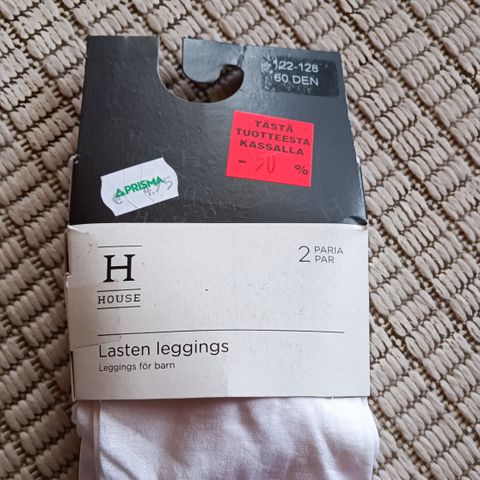 122-128
60 DEN
TÄSTÄ
TUOTTEESTA
KASSALLA
- 50 %
PRISMA
H
HOUSE
2 PARIA
PAR
Lasten leggings
Leggings för barn